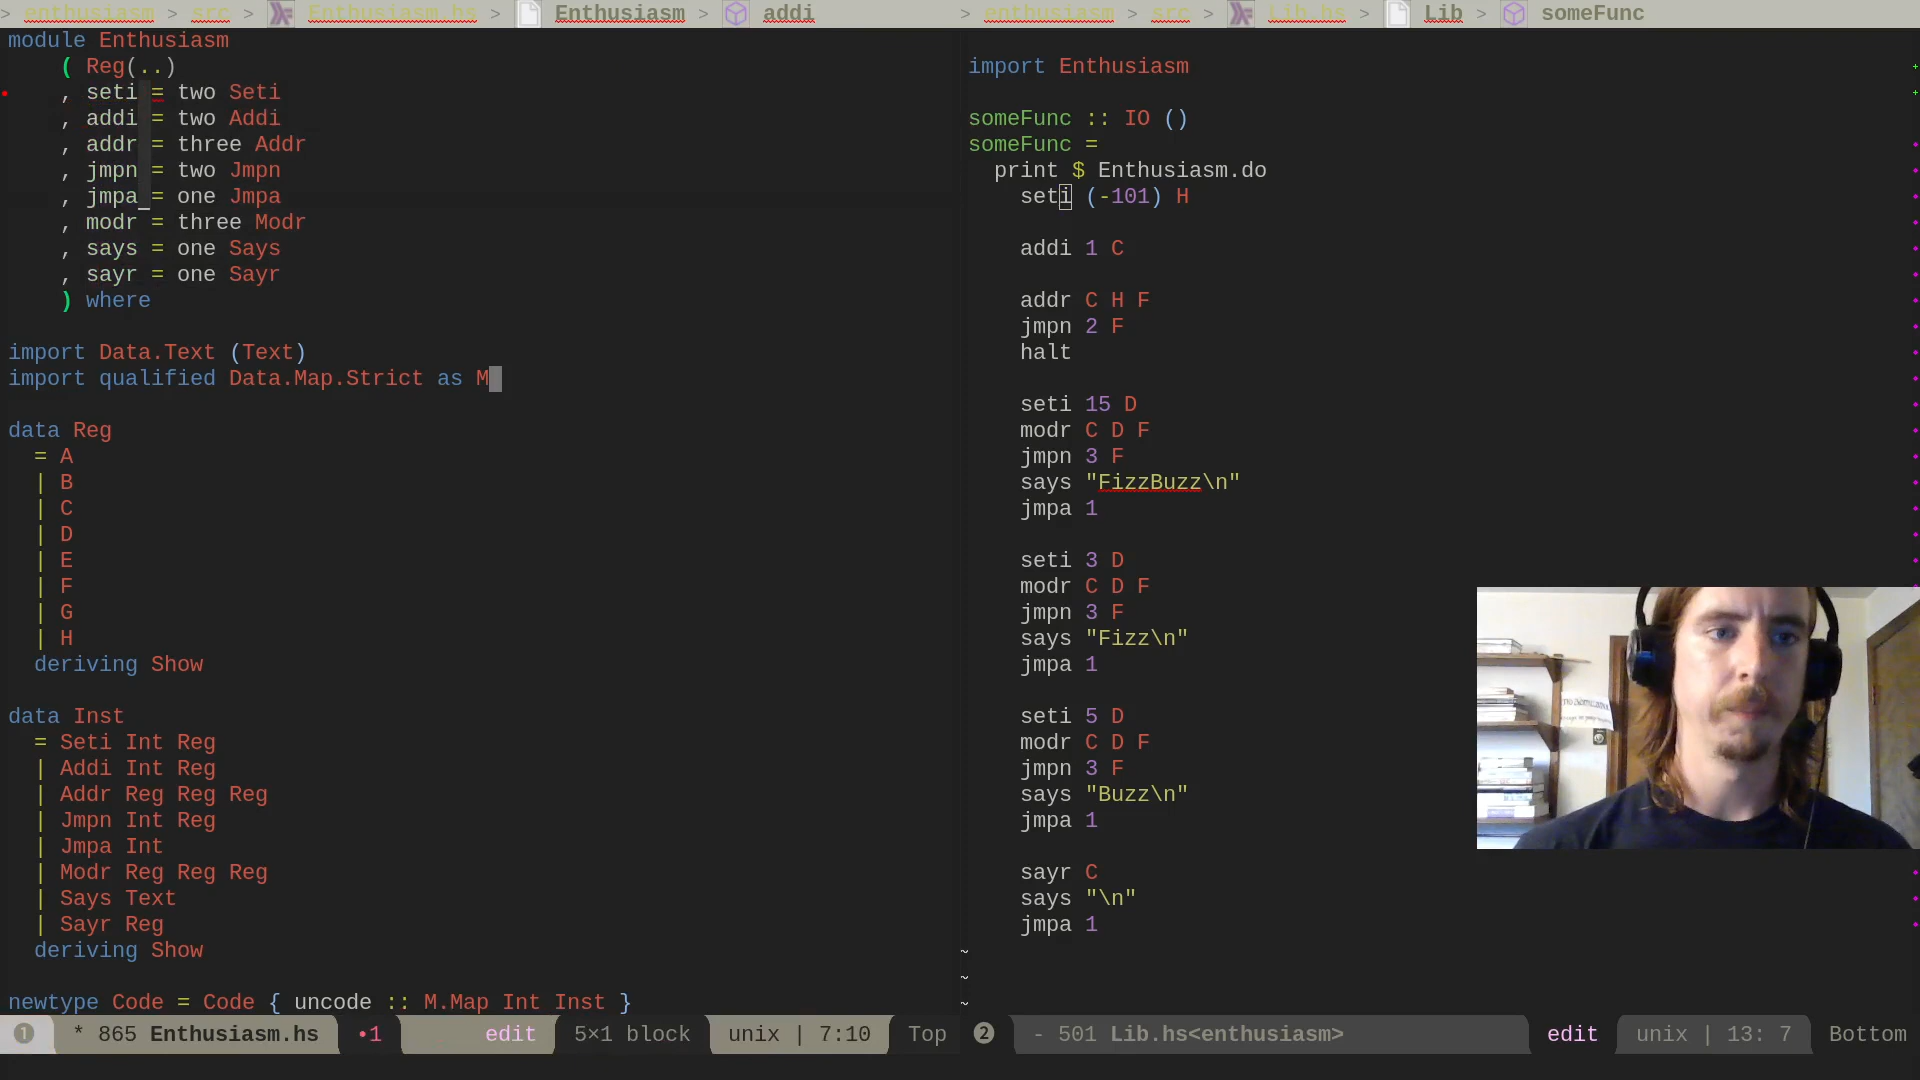 > enthusiasm > src > Enthusiasm.hs > Enthusiasm > addi
module Enthusiasm
( Reg(..)
, seti = two Seti
, addi = two Addi
, addr = three Addr
, jmpn = two Jmpn
, jmpa = one Jmpa
, modr = three Modr
, says = one Says
, sayr = one Sayr
) where
import Data.Text (Text)
import qualified Data.Map.Strict as M
data Reg
= A
| B
| C
| D
| E
| F
| G
| H
deriving Show
data Inst
= Seti Int Reg
| Addi Int Reg
| Addr Reg Reg Reg
| Jmpn Int Reg
| Jmpa Int
| Modr Reg Reg Reg
| Says Text
| Sayr Reg
deriving Show
newtype Code = Code { uncode :: M.Map Int Inst }
1 * 865 Enthusiasm.hs •1 edit 5×1 block unix | 7:10 Top
> enthusiasm > src > Lib.hs > Lib > someFunc
import Enthusiasm
someFunc :: IO ()
someFunc =
print $ Enthusiasm.do
seti (-101) H
addi 1 C
addr C H F
jmpn 2 F
halt
seti 15 D
modr C D F
jmpn 3 F
says "FizzBuzz\n"
jmpa 1
seti 3 D
modr C D F
jmpn 3 F
says "Fizz\n"
jmpa 1
seti 5 D
modr C D F
jmpn 3 F
says "Buzz\n"
jmpa 1
sayr C
says "\n"
jmpa 1
~
~
~
2 - 501 Lib.hs<enthusiasm> edit unix | 13: 7 Bottom